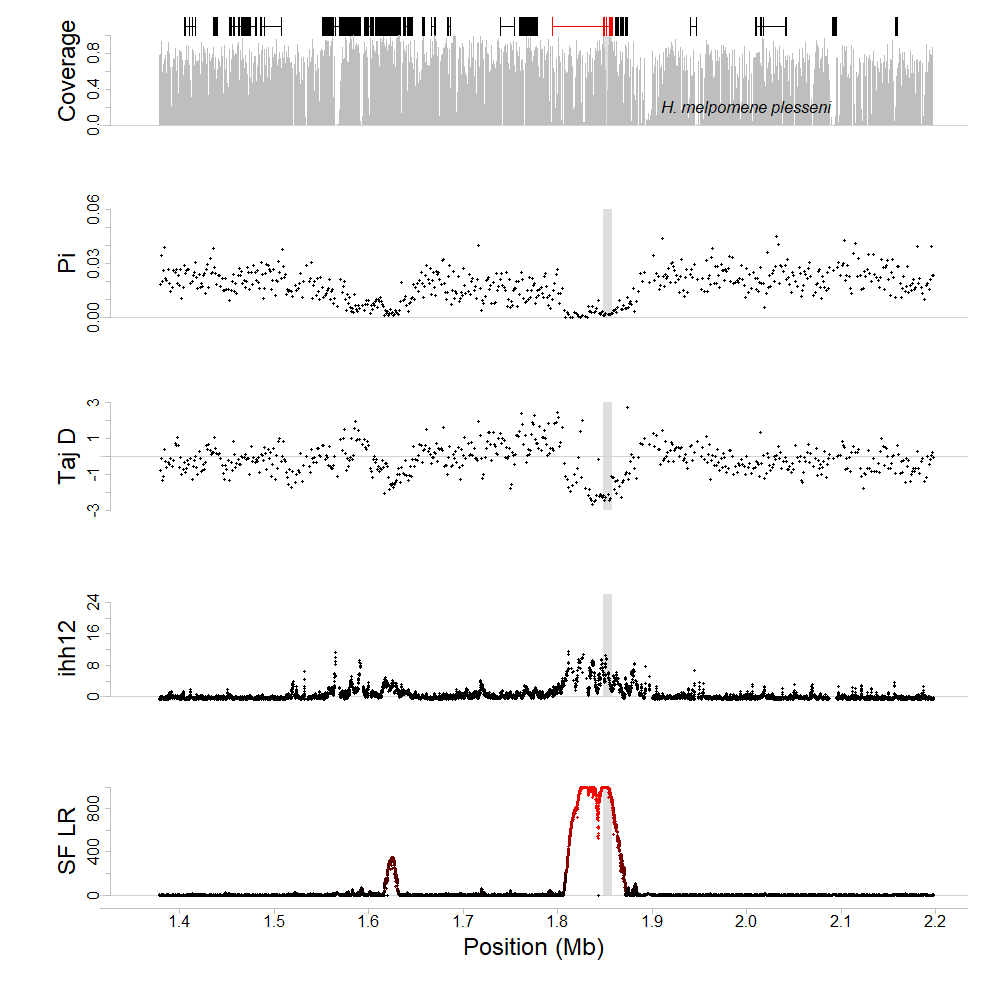 Coverage
0.0 0.4 0.8
H. melpomene plesseni
Pi
0.00 0.03 0.06
Taj D
-3 -1 1 3
ihh12
0 8 16 24
SF LR
0 400 800
1.4 1.5 1.6 1.7 1.8 1.9 2.0 2.1 2.2
Position (Mb)